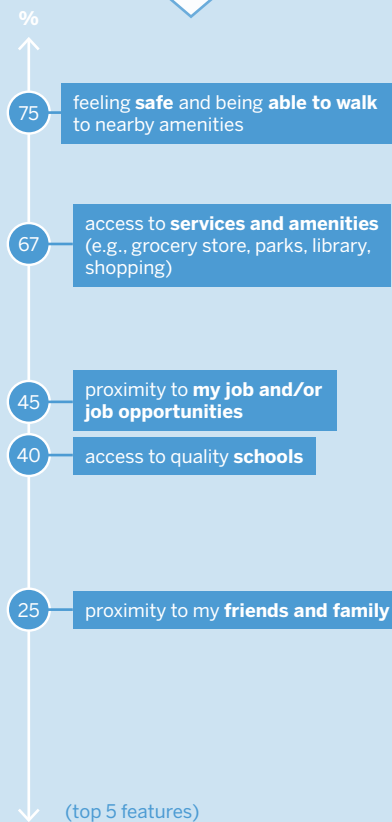 %
75
feeling safe and being able to walk
to nearby amenities
67
access to services and amenities
(e.g., grocery store, parks, library,
shopping)
45
proximity to my job and/or
job opportunities
40
access to quality schools
25
proximity to my friends and family
(top 5 features)